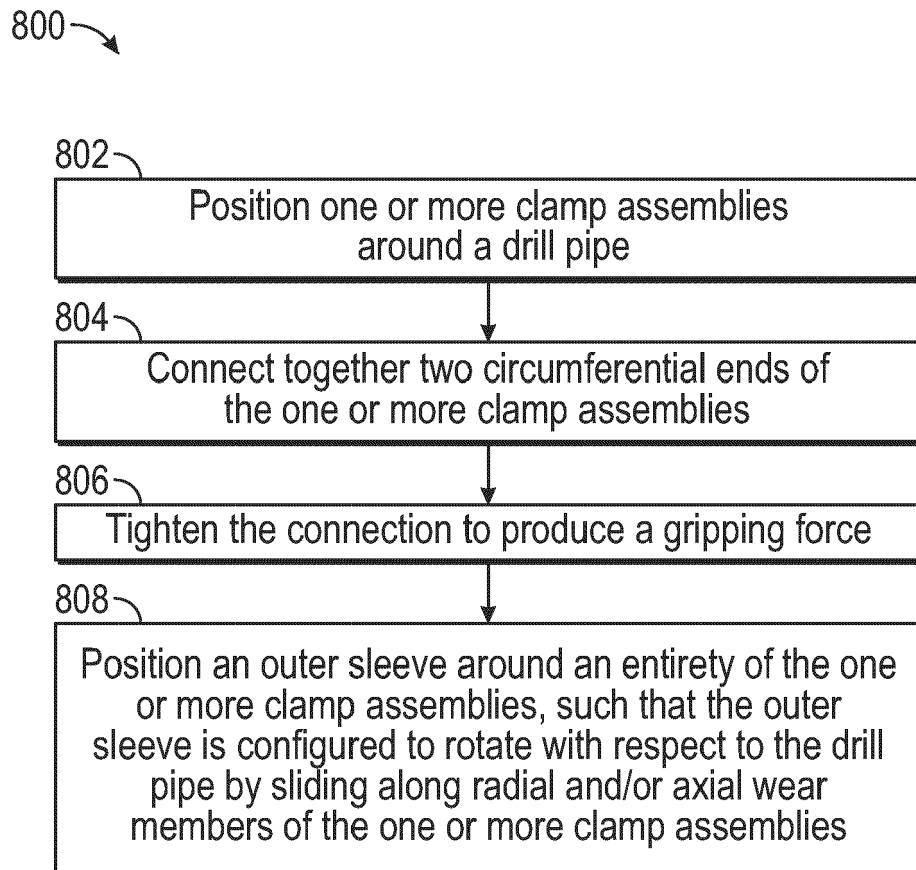 800
802
Position one or more clamp assemblies
around a drill pipe
804
Connect together two circumferential ends of
the one or more clamp assemblies
806
Tighten the connection to produce a gripping force
808
Position an outer sleeve around an entirety of the one
or more clamp assemblies, such that the outer
sleeve is configured to rotate with respect to the drill
pipe by sliding along radial and/or axial wear
members of the one or more clamp assemblies